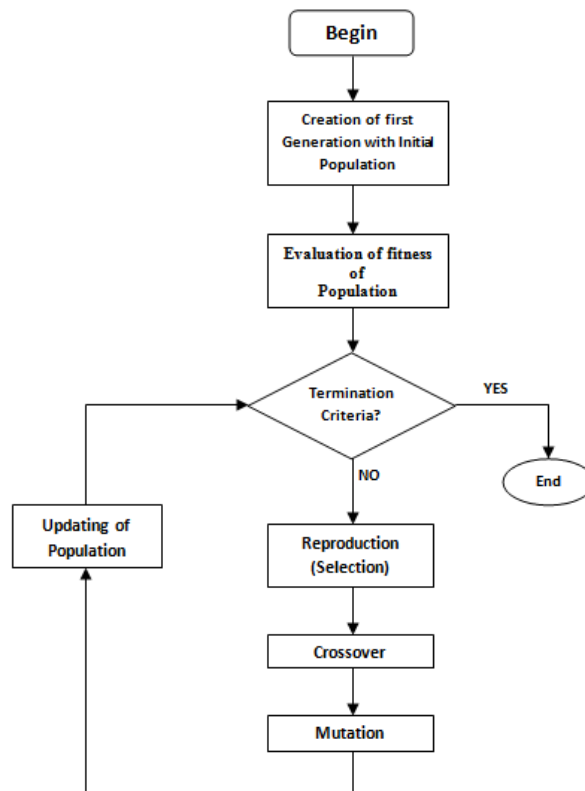 Begin
Creation of first
Generation with Initial
Population
Evaluation of fitness
of
Population
Termination
Criteria?
YES
End
NO
Updating of
Population
Reproduction
(Selection)
Crossover
Mutation